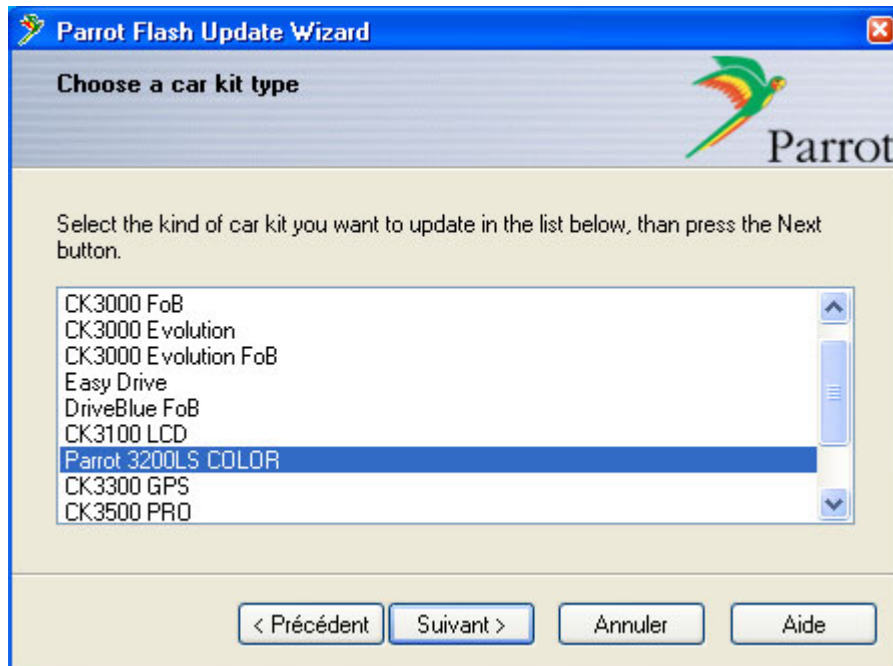 Parrot Flash Update Wizard
Choose a car kit type
Parrot
Select the kind of car kit you want to update in the list below, than press the Next
button.
CK3000 FoB
CK3000 Evolution
CK3000 Evolution FoB
Easy Drive
DriveBlue FoB
CK3100 LCD
Parrot 3200LS COLOR
CK3300 GPS
CK3500 PRO
< Précédent
Suivant >
Annuler
Aide